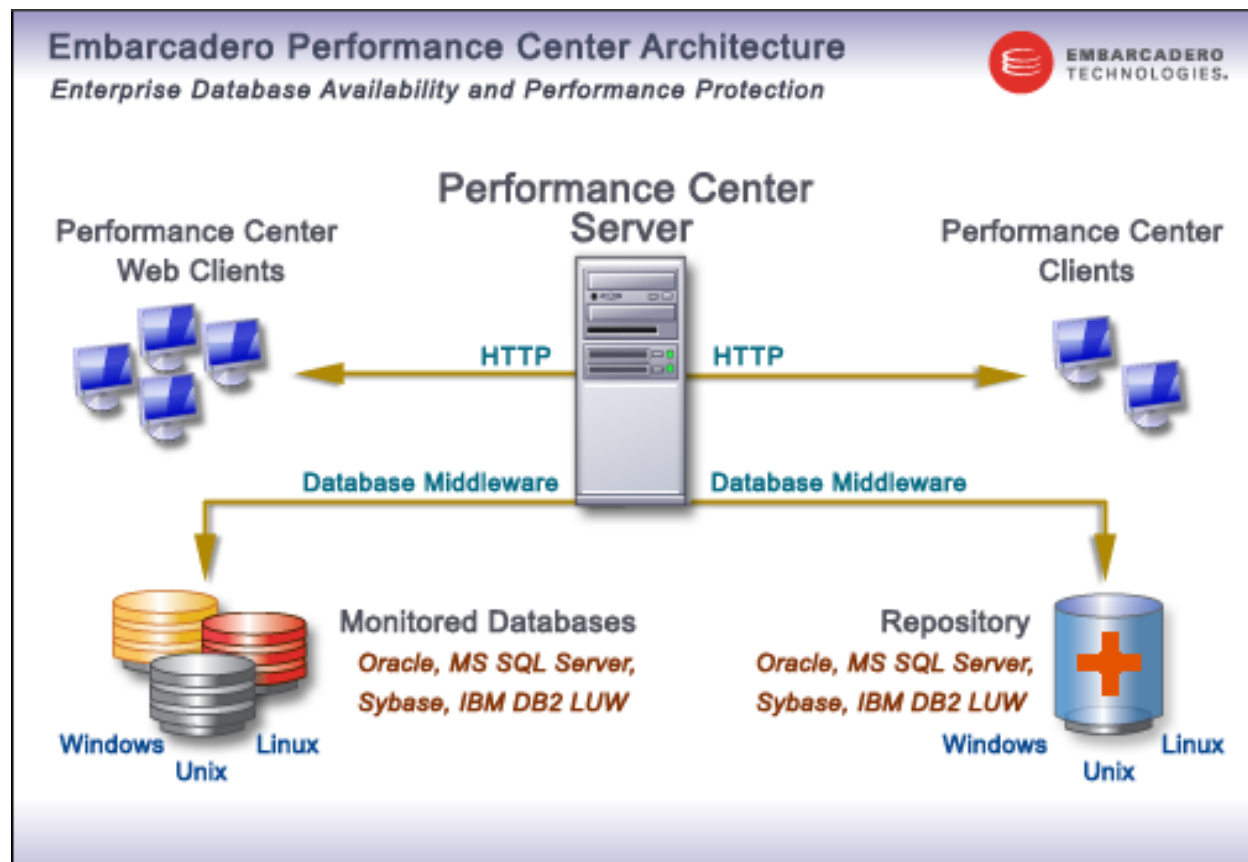 Embarcadero Performance Center Architecture
Enterprise Database Availability and Performance Protection
EMBARCADERO
TECHNOLOGIES.
Performance Center
Server
Performance Center
Web Clients
Performance Center
Clients
HTTP
HTTP
Database Middleware
Database Middleware
Monitored Databases
Oracle, MS SQL Server,
Sybase, IBM DB2 LUW
Windows
Unix
Linux
Repository
Oracle, MS SQL Server,
Sybase, IBM DB2 LUW
Windows
Unix
Linux